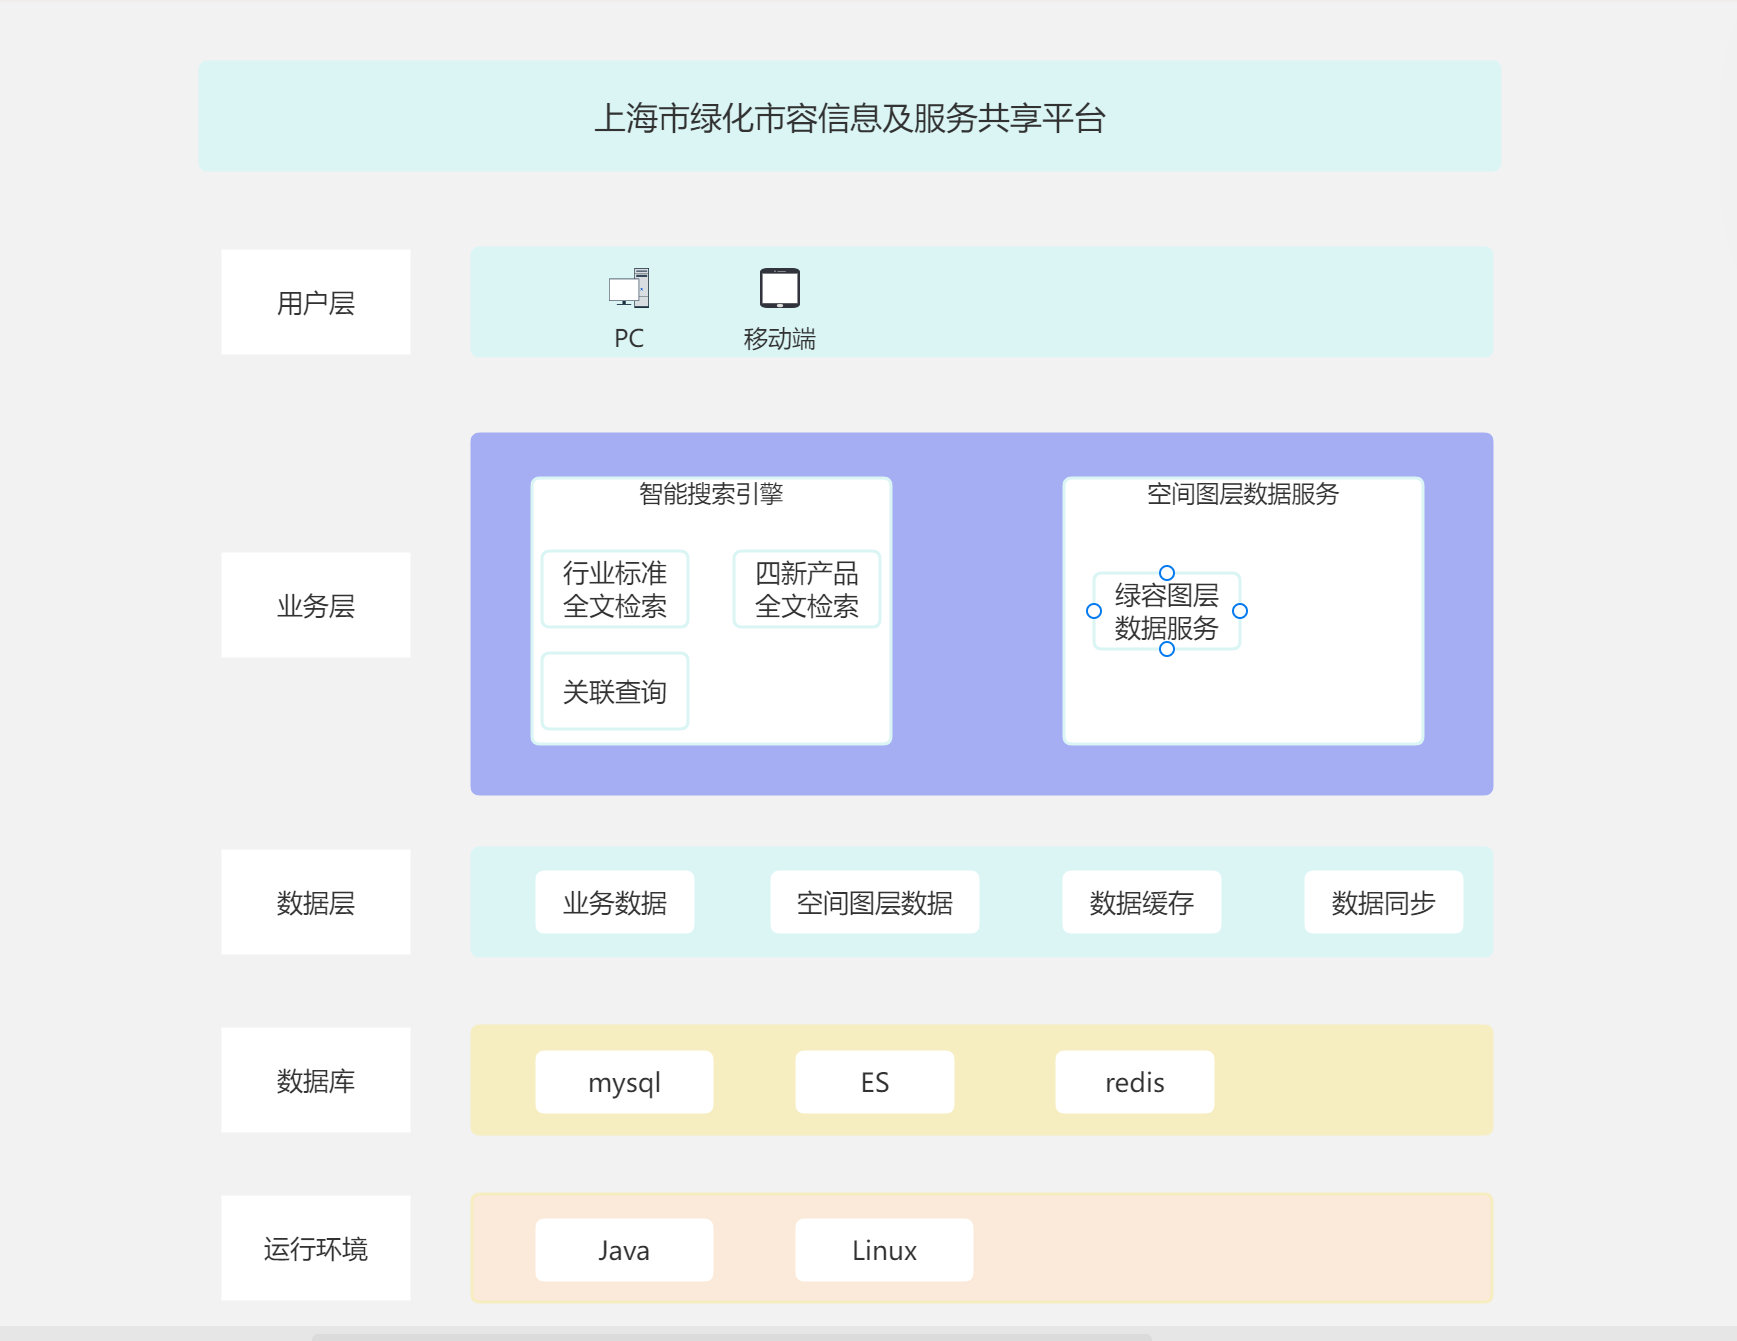 上海市绿化市容信息及服务共享平台
用户层
PC
移动端
业务层
智能搜索引擎
行业标准
全文检索
四新产品
全文检索
关联查询
空间图层数据服务
绿容图层
数据服务
数据层
业务数据
空间图层数据
数据缓存
数据同步
数据库
mysql
ES
redis
运行环境
Java
Linux